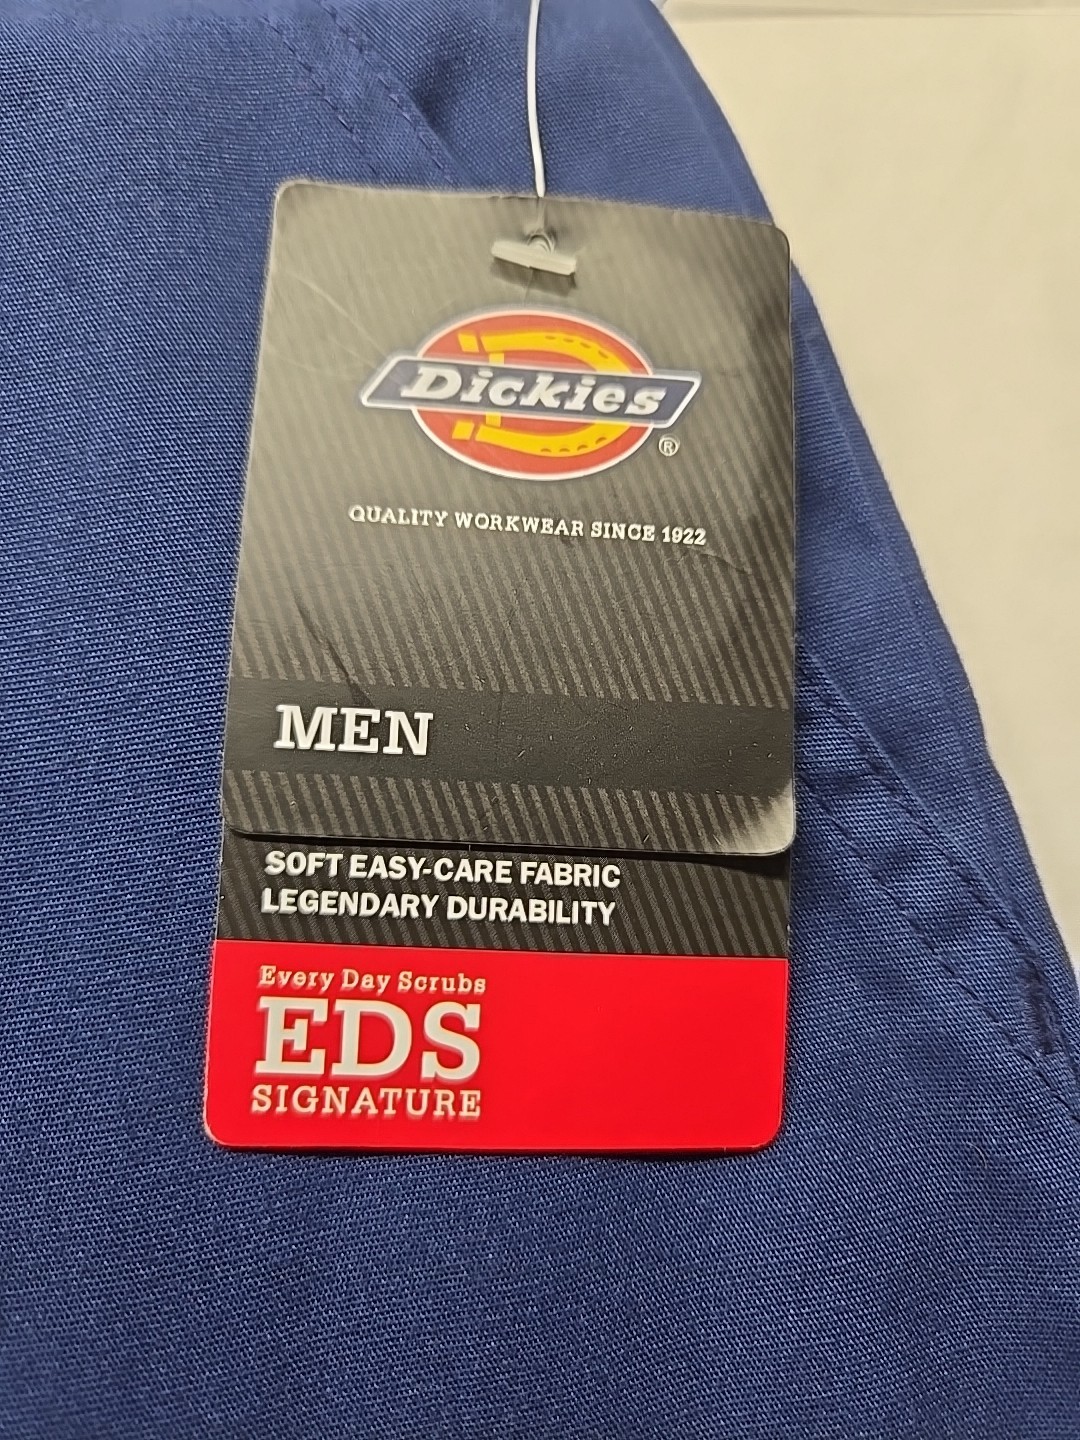 Dickies
®
QUALITY WORKWEAR SINCE 1922
MEN
SOFT EASY-CARE FABRIC
LEGENDARY DURABILITY
Every Day Scrubs
EDS
SIGNATURE